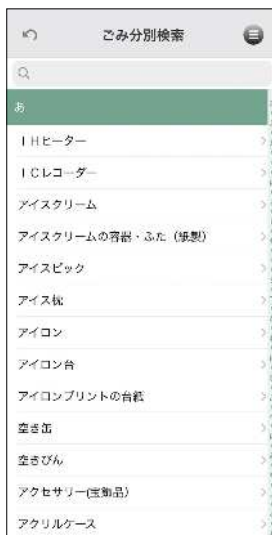 ごみ分別検索
あ
ＩＨヒーター
ＩＣレコーダー
アイスクリーム
アイスクリームの容器・ふた（紙製）
アイスピック
アイス枕
アイロン
アイロン台
アイロンプリントの台紙
空き缶
空きびん
アクセサリー(宝飾品）
アクリルケース